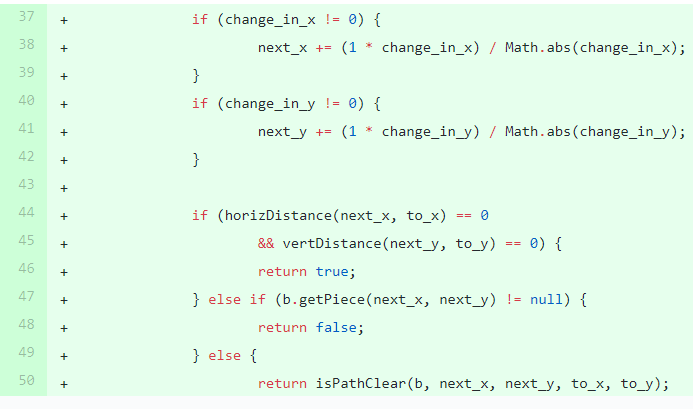 37 + if (change_in_x != 0) {
38 + next_x += (1 * change_in_x) / Math.abs(change_in_x);
39 + }
40 + if (change_in_y != 0) {
41 + next_y += (1 * change_in_y) / Math.abs(change_in_y);
42 + }
43 +
44 + if (horizDistance(next_x, to_x) == 0
45 + && vertDistance(next_y, to_y) == 0) {
46 + return true;
47 + } else if (b.getPiece(next_x, next_y) != null) {
48 + return false;
49 + } else {
50 + return isPathClear(b, next_x, next_y, to_x, to_y);